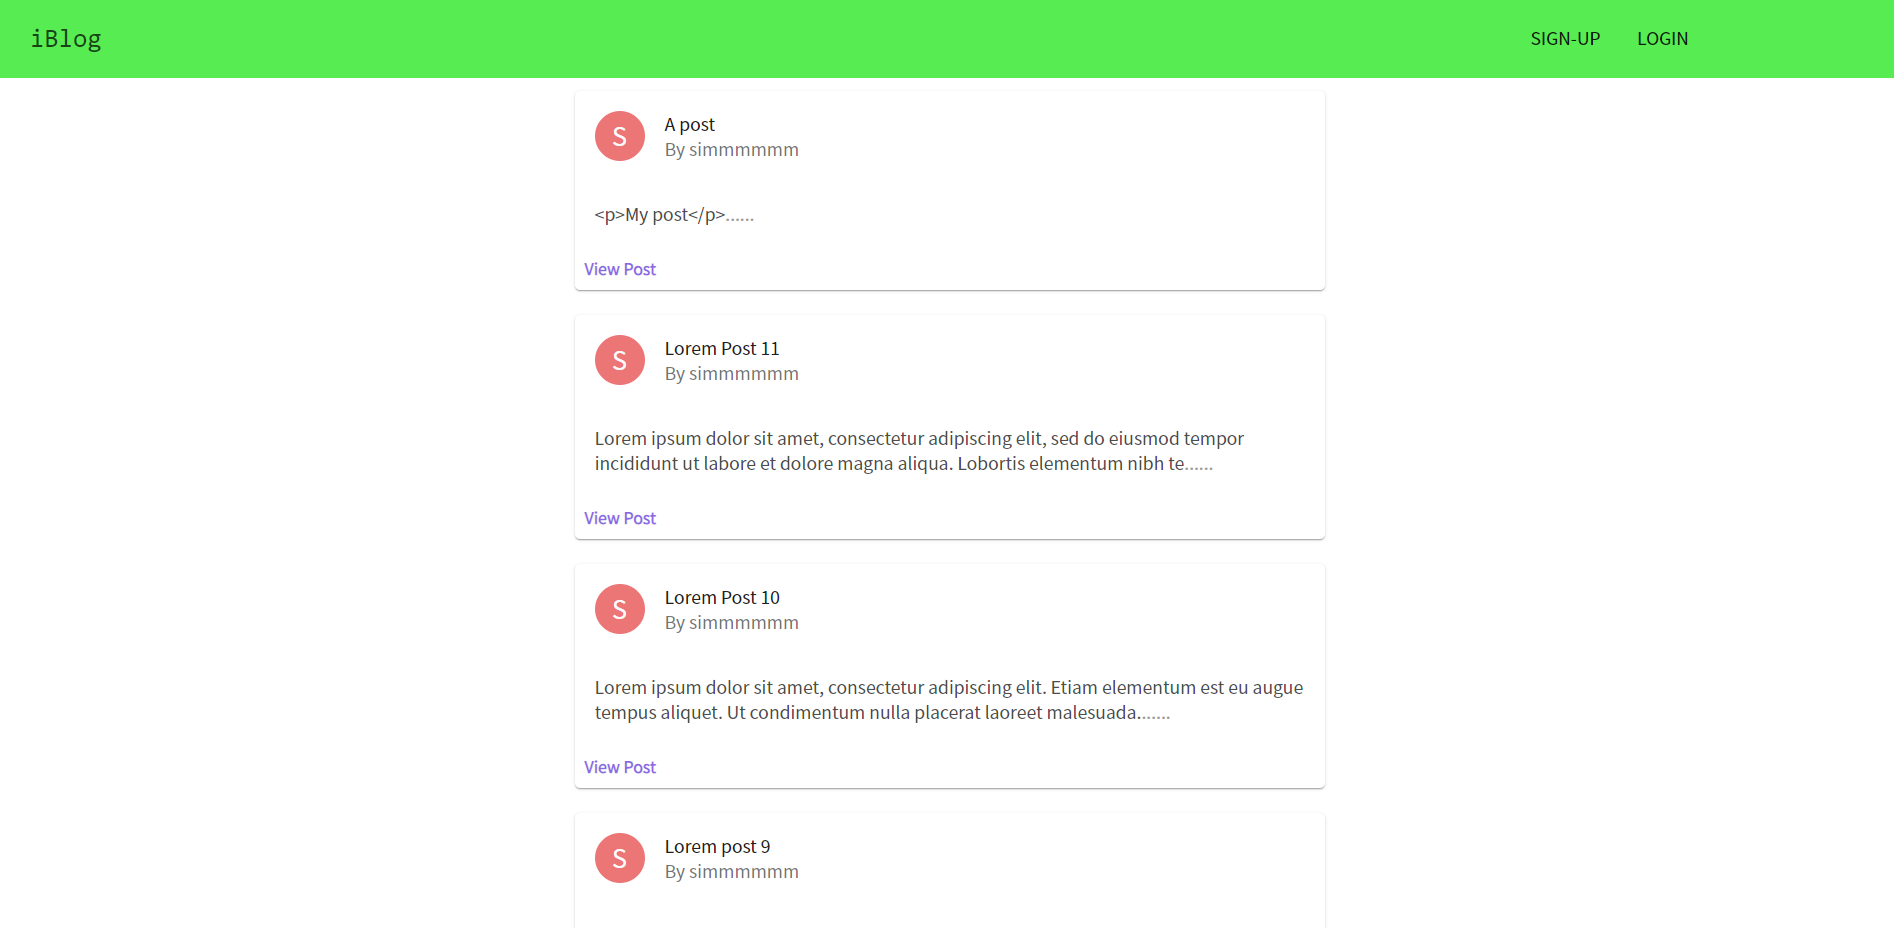 iBlog
SIGN-UP
LOGIN
S
A post
By simmmmmm
<p>My post</p>......
View Post
S
Lorem Post 11
By simmmmmm
Lorem ipsum dolor sit amet, consectetur adipiscing elit, sed do eiusmod tempor
incididunt ut labore et dolore magna aliqua. Lobortis elementum nibh te......
View Post
S
Lorem Post 10
By simmmmmm
Lorem ipsum dolor sit amet, consectetur adipiscing elit. Etiam elementum est eu augue
tempus aliquet. Ut condimentum nulla placerat laoreet malesuada.......
View Post
S
Lorem post 9
By simmmmmm